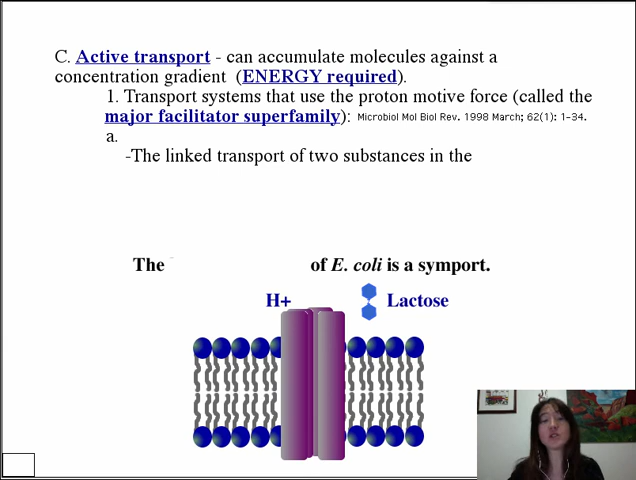 C. Active transport - can accumulate molecules against a
concentration gradient (ENERGY required).
1. Transport systems that use the proton motive force (called the
major facilitator superfamily): Microbiol Mol Biol Rev. 1998 March; 62(1): 1-34.
a.
-The linked transport of two substances in the
The of E. coli is a symport.
H+ Lactose